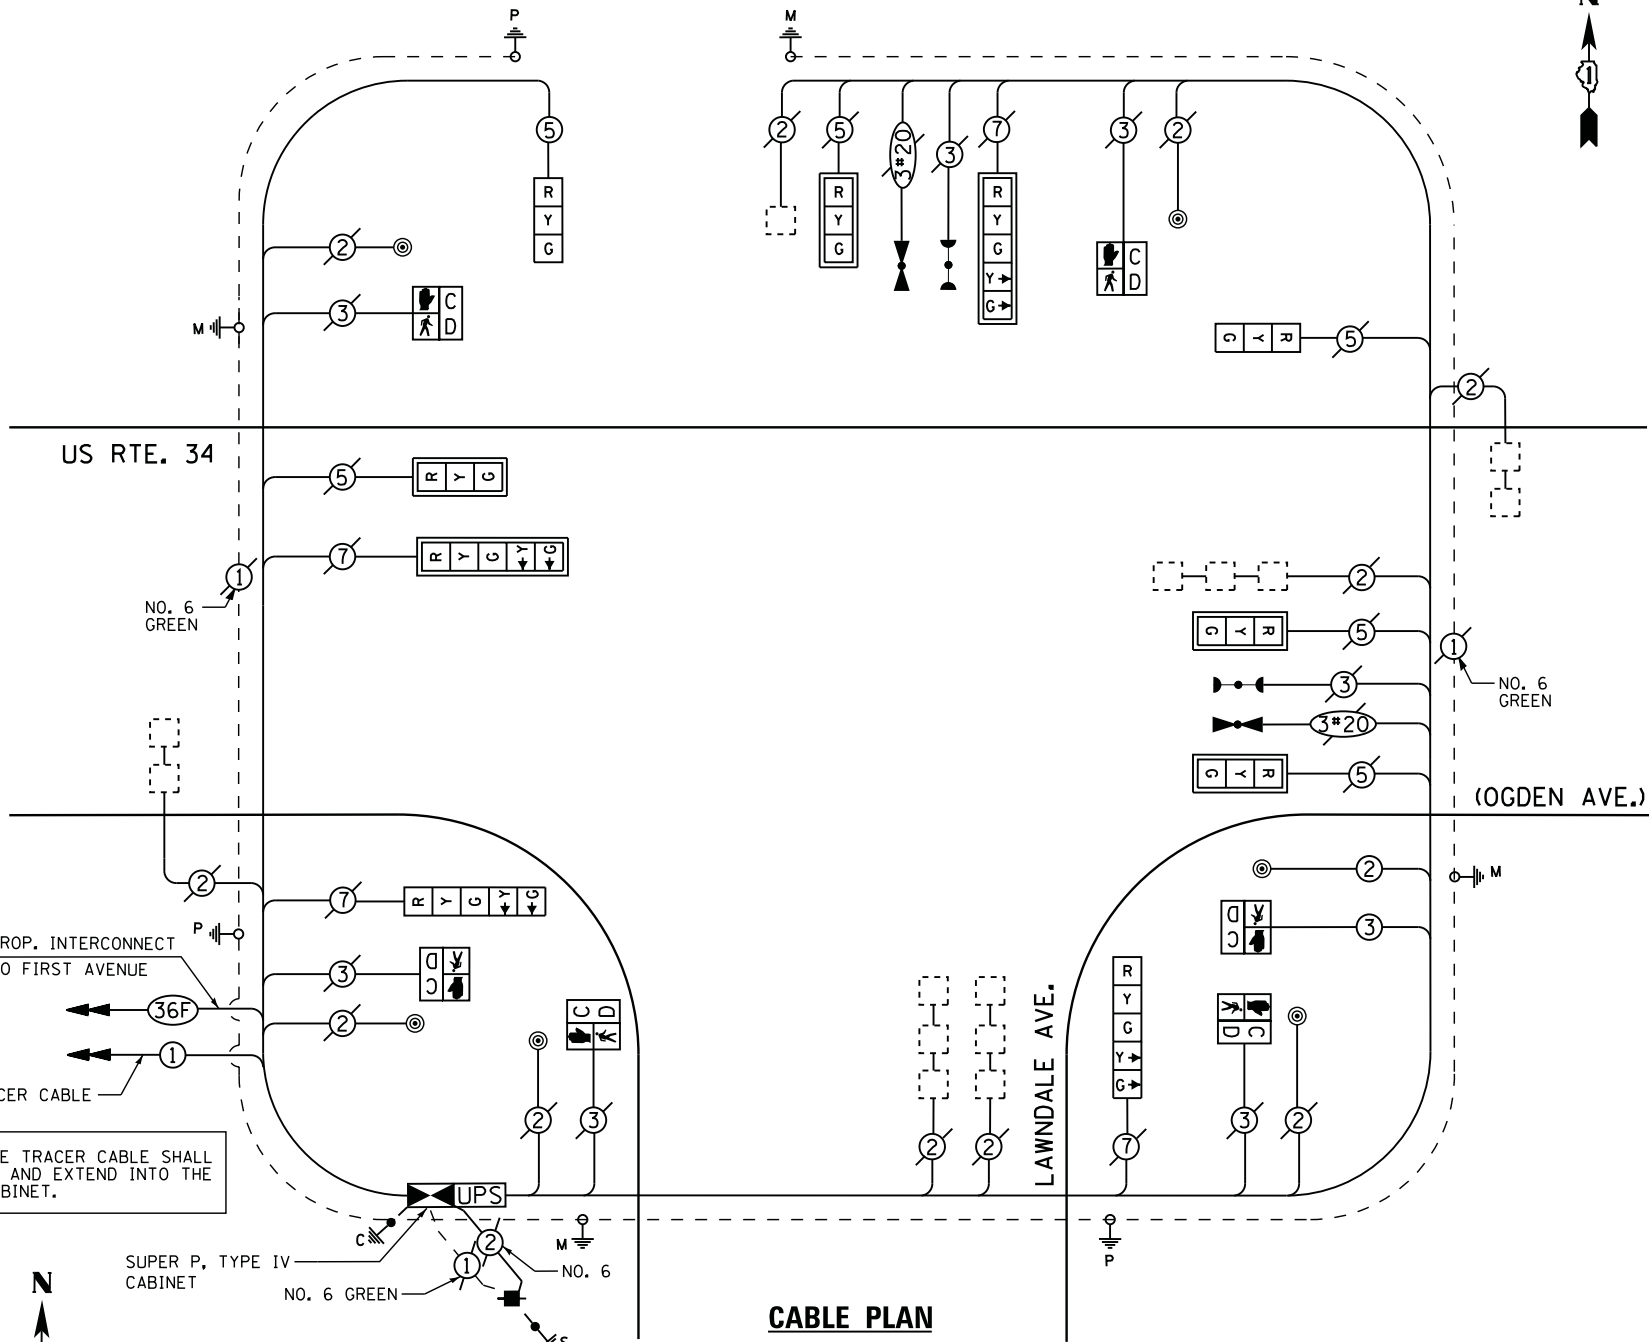 P
M
N
1
5
2
5
3#20
3
7
3
2
R
Y
G
R
Y
G
R
Y
G
Y
G
C
D
2
3
C
D
M
R
Y
G
5
2
US RTE. 34
5
R
Y
G
7
R
Y
G
Y
G
1
NO. 6
GREEN
2
R
Y
G
5
1
NO. 6
GREEN
3
3#20
R
Y
G
5
(OGDEN AVE.)
2
7
R
Y
G
Y
G
P
3
C
D
2
M
C
D
3
ROP. INTERCONNECT
O FIRST AVENUE
36F
2
1
CER CABLE
C
D
2
3
LAWNDALE AVE.
2
2
R
Y
G
Y
G
7
C
D
3
2
E TRACER CABLE SHALL
AND EXTEND INTO THE
BINET.
UPS
C
M
P
2
1
NO. 6
SUPER P, TYPE IV
CABINET
NO. 6 GREEN
N
CABLE PLAN